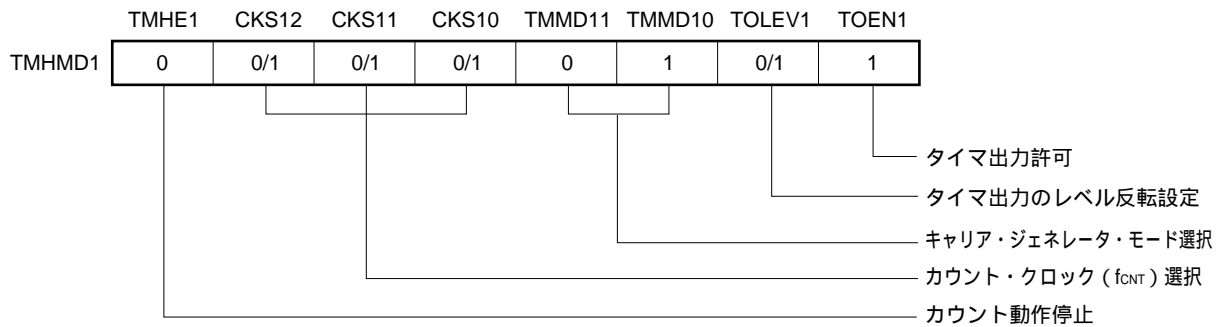 TMHE1 CKS12 CKS11 CKS10 TMMD11 TMMD10 TOLEV1 TOEN1
TMHMD1 0 0/1 0/1 0/1 0 1 0/1 1
タイマ出力許可
タイマ出力のレベル反転設定
キャリア・ジェネレータ・モード選択
カウント・クロック(fCNT)選択
カウント動作停止